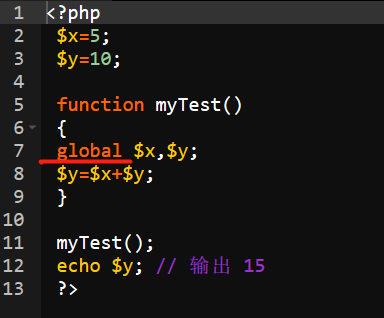 1 <?php
2 $x=5;
3 $y=10;
4
5 function myTest()
6 {
7 global $x,$y;
8 $y=$x+$y;
9 }
10
11 myTest();
12 echo $y; // 输出 15
13 ?>